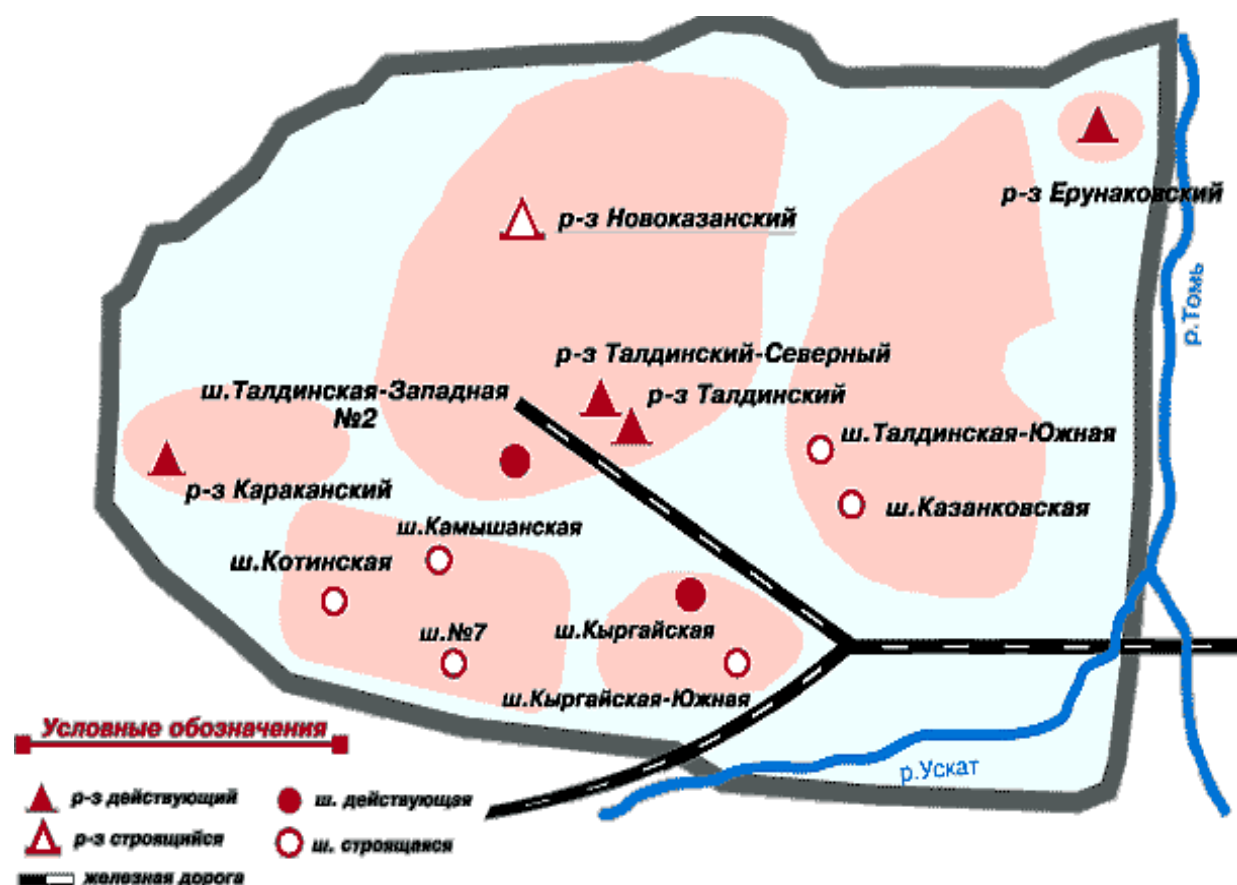 р-з Ерунаковский
р-з Новоказанский
р.Томь
р-з Талдинский-Северный
ш.Талдинская-Западная
№2
р-з Талдинский
ш.Талдинская-Южная
р-з Караканский
ш.Казанковская
ш.Камышанская
ш.Котинская
ш.№7
ш.Кыргайская
ш.Кыргайская-Южная
р.Ускат
Условные обозначения
р-з действующий
ш. действующая
р-з строящийся
ш. строящаяся
железная дорога